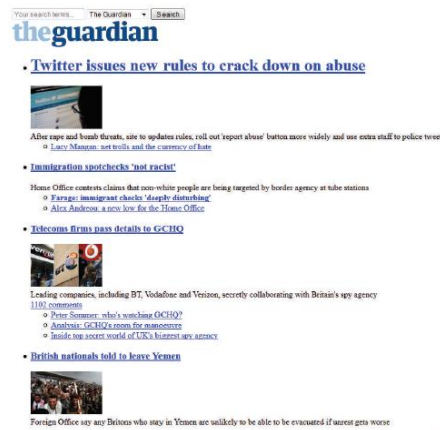 Your search terms... The Guardian Search
theguardian
Twitter issues new rules to crack down on abuse
After rape and bomb threats, site to updates rules, roll out 'report abuse' button more widely and use extra staff to police twee
Lucy Mangan: net trolls and the currency of hate
Immigration spotchecks 'not racist'
Home Office contests claims that non-white people are being targeted by border agency at tube stations
Farage: immigrant checks 'deeply disturbing'
Alex Andreou: a new low for the Home Office
Telecoms firms pass details to GCHQ
Leading companies, including BT, Vodafone and Verizon, secretly collaborating with Britain's spy agency
1102 comments
Peter Sommer: who's watching GCHQ?
Analysis: GCHQ's room for manoeuvre
Inside top secret world of UK's biggest spy agency
British nationals told to leave Yemen
Foreign Office say any Britons who stay in Yemen are unlikely to be able to be evacuated if unrest gets worse